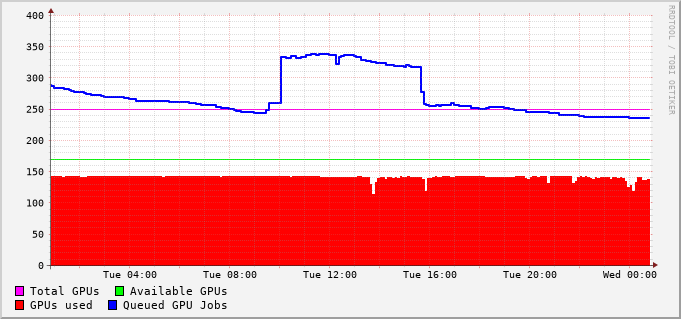 RRDTOOL / TOBI OETIKER
400
350
300
250
200
150
100
50
0
Tue 04:00 Tue 08:00 Tue 12:00 Tue 16:00 Tue 20:00 Wed 00:00
Total GPUs Available GPUs
GPUs used Queued GPU Jobs